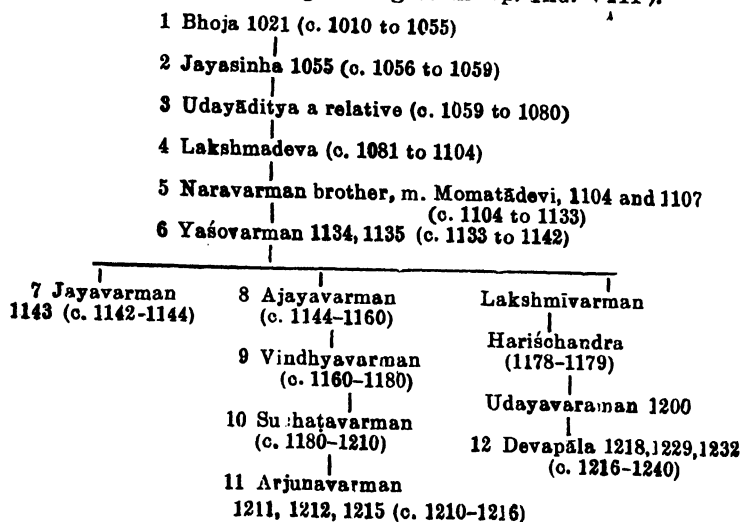 1 Bhoja 1021 (c. 1010 to 1055)
2 Jayasinha 1055 (c. 1056 to 1059)
3 Udayāditya a relative (c. 1059 to 1080)
4 Lakshmadeva (c. 1081 to 1104)
5 Naravarman brother, m. Momatādevi, 1104 and 1107
(c. 1104 to 1133)
6 Yaśovarman 1134, 1135 (c. 1133 to 1142)
7 Jayavarman
1143 (c. 1142-1144)
8 Ajayavarman
(c. 1144-1160)
9 Vindhyavarman
(c. 1160-1180)
10
(c. 1180-1210)
11 Arjunavarman
1211, 1212, 1215 (c. 1210-1216)
Lakshmīvarman
Hariśchandra
(1178-1179)
Udayavaraman 1200
12 Devapāla 1218,1229,1232
(c. 1216-1240)